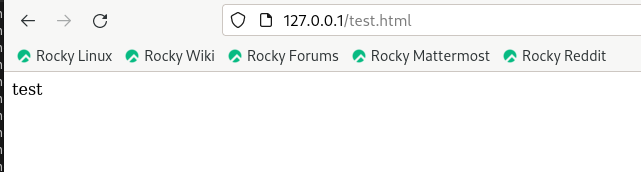 127.0.0.1/test.html
Rocky Linux Rocky Wiki Rocky Forums Rocky Mattermost Rocky Reddit
test